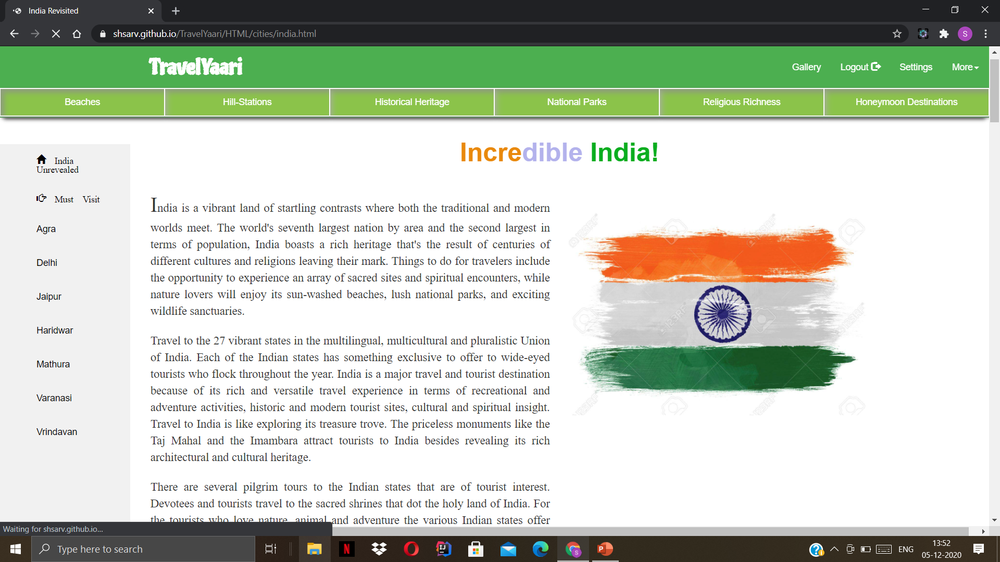 India Revisited
shsarv.github.io/TravelYaari/HTML/cities/india.html
S
TravelYaari
Gallery
Logout
Settings
More
Beaches
Hill-Stations
Historical Heritage
National Parks
Religious Richness
Honeymoon Destinations
Incredible India!
India
Unrevealed
Must Visit
Agra
Delhi
Jaipur
Haridwar
Mathura
Varanasi
Vrindavan
India is a vibrant land of startling contrasts where both the traditional and modern
worlds meet. The world's seventh largest nation by area and the second largest in
terms of population, India boasts a rich heritage that's the result of centuries of
different cultures and religions leaving their mark. Things to do for travelers include
the opportunity to experience an array of sacred sites and spiritual encounters, while
nature lovers will enjoy its sun-washed beaches, lush national parks, and exciting
wildlife sanctuaries.
Travel to the 27 vibrant states in the multilingual, multicultural and pluralistic Union
of India. Each of the Indian states has something exclusive to offer to wide-eyed
tourists who flock throughout the year. India is a major travel and tourist destination
because of its rich and versatile travel experience in terms of recreational and
adventure activities, historic and modern tourist sites, cultural and spiritual insight.
Travel to India is like exploring its treasure trove. The priceless monuments like the
Taj Mahal and the Imambara attract tourists to India besides revealing its rich
architectural and cultural heritage.
There are several pilgrim tours to the Indian states that are of tourist interest.
Devotees and tourists travel to the sacred shrines that dot the holy land of India. For
the tourists who love nature, animal and adventure the various Indian states offer
123RF
123RF
123RF
123RF
123RF
123RF
Waiting for shsarv.github.io...
Type here to search
N
IJ
S
P
ENG
13:52
05-12-2020